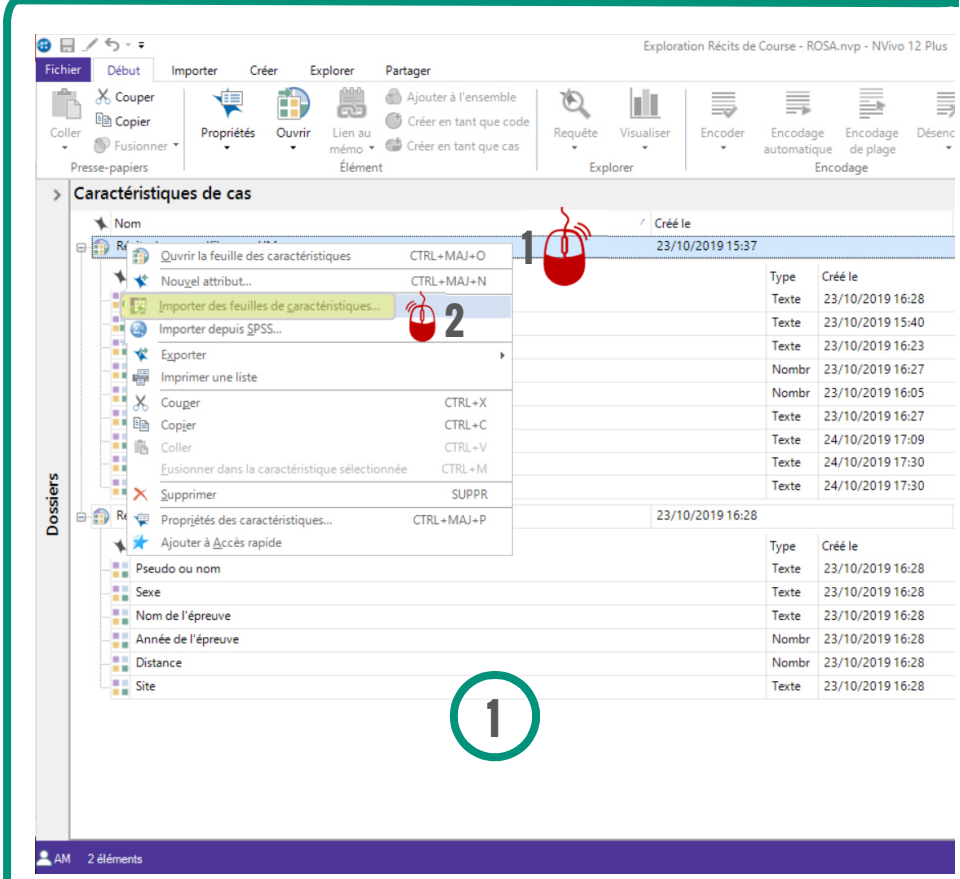 Exploration Récits de Course - ROSA.nvp - NVivo 12 Plus
Fichier Début Importer Créer Explorer Partager
Coller
Couper
Copier
Fusionner
Presse-papiers
Propriétés
Ouvrir
Lien au
mémo
Ajouter à l'ensemble
Créer en tant que code
Créer en tant que cas
Élément
Requête
Visualiser
Explorer
Encoder
Encodage
automatique
Encodage
de plage
Encodage
Caractéristiques de cas
Nom Créé le
23/10/2019 15:37
1
Ouvrir la feuille des caractéristiques CTRL+MAJ+O
Nouvel attribut... CTRL+MAJ+N
Importer des feuilles de caractéristiques...
2
Importer depuis SPSS...
Exporter
Imprimer une liste
Couper CTRL+X
Copier CTRL+C
Coller CTRL+V
Fusionner dans la caractéristique sélectionnée CTRL+M
Supprimer SUPPR
Propriétés des caractéristiques... CTRL+MAJ+P
Ajouter à Accès rapide
Type Créé le
Texte 23/10/2019 16:28
Texte 23/10/2019 15:40
Texte 23/10/2019 16:23
Nombr 23/10/2019 16:27
Nombr 23/10/2019 16:05
Texte 23/10/2019 16:27
Texte 24/10/2019 17:09
Texte 24/10/2019 17:30
Texte 24/10/2019 17:30
Dossiers
23/10/2019 16:28
Type Créé le
Pseudo ou nom Texte 23/10/2019 16:28
Sexe Texte 23/10/2019 16:28
Nom de l'épreuve Texte 23/10/2019 16:28
Année de l'épreuve Nombr 23/10/2019 16:28
Distance Nombr 23/10/2019 16:28
Site Texte 23/10/2019 16:28
1
AM 2 éléments